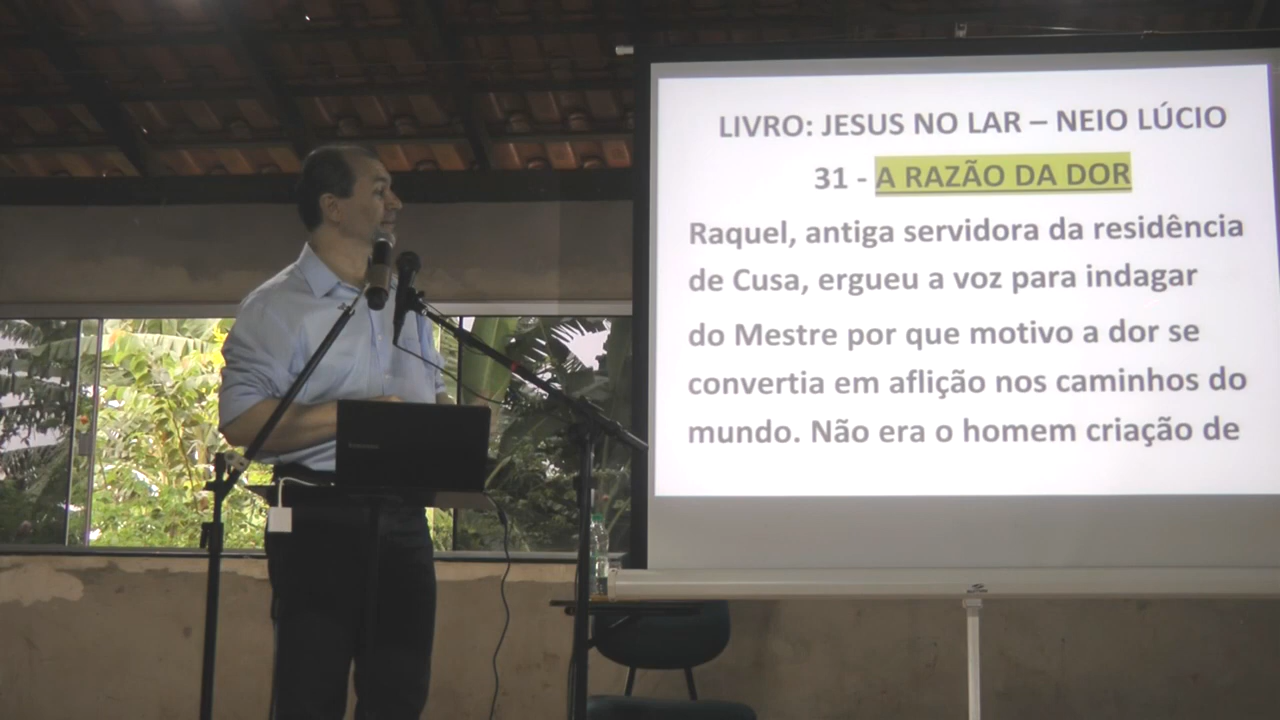 LIVRO: JESUS NO LAR – NEIO LÚCIO
31 - A RAZÃO DA DOR
Raquel, antiga servidora da residência
de Cusa, ergueu a voz para indagar
do Mestre por que motivo a dor se
convertia em aflição nos caminhos do
mundo. Não era o homem criação de